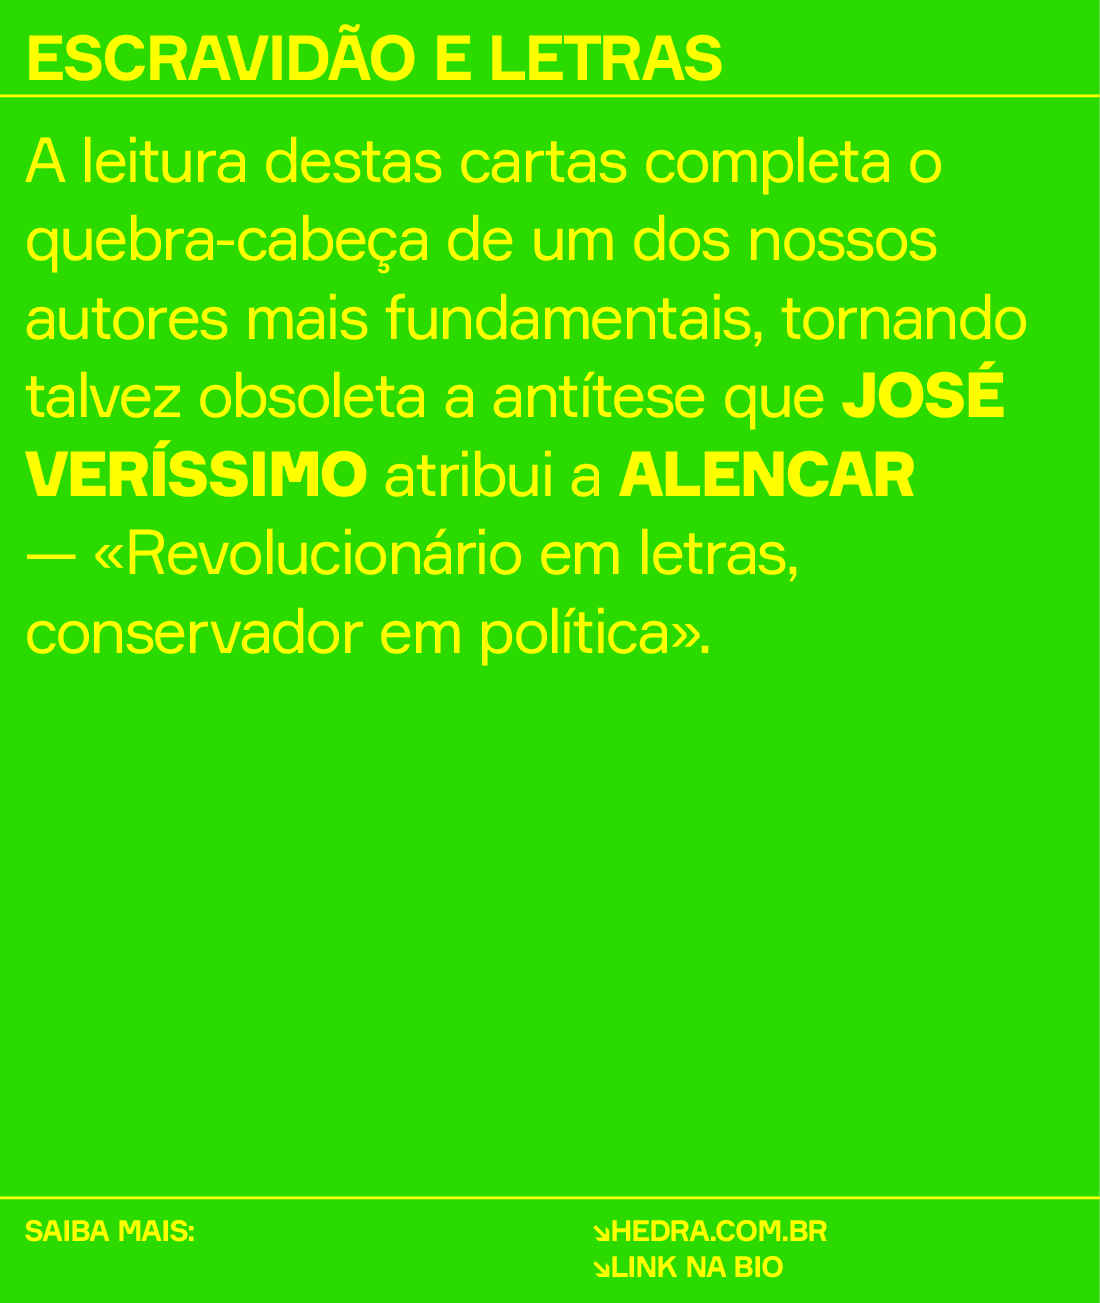 ESCRAVIDÃO E LETRAS
A leitura destas cartas completa o
quebra-cabeça de um dos nossos
autores mais fundamentais, tornando
talvez obsoleta a antítese que JOSÉ
VERÍSSIMO atribui a ALENCAR
— «Revolucionário em letras,
conservador em política».
SAIBA MAIS:
↘HEDRA.COM.BR
↘LINK NA BIO